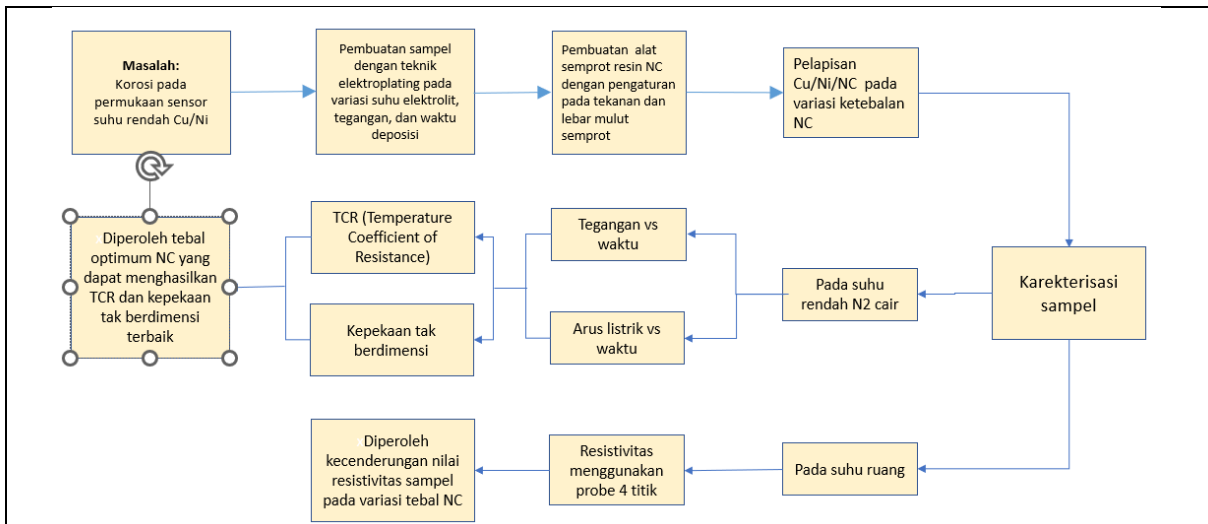 Masalah:
Korosi pada
permukaan sensor
suhu rendah Cu/Ni
Pembuatan sampel
dengan teknik
elektroplating pada
variasi suhu elektrolit,
tegangan, dan waktu
deposisi
Pembuatan alat
semprot resin NC
dengan pengaturan
pada tekanan dan
lebar mulut
semprot
Pelapisan
Cu/Ni/NC pada
variasi ketebalan
NC
Diperoleh tebal
optimum NC yang
dapat menghasilkan
TCR dan kepekaan
tak berdimensi
terbaik
TCR (Temperature
Coefficient of
Resistance)
Kepekaan tak
berdimensi
Tegangan vs
waktu
Arus listrik vs
waktu
Pada suhu
rendah N2 cair
Karekterisasi
sampel
Diperoleh
kecenderungan nilai
resistivitas sampel
pada variasi tebal NC
Resistivitas
menggunakan
probe 4 titik
Pada suhu ruang